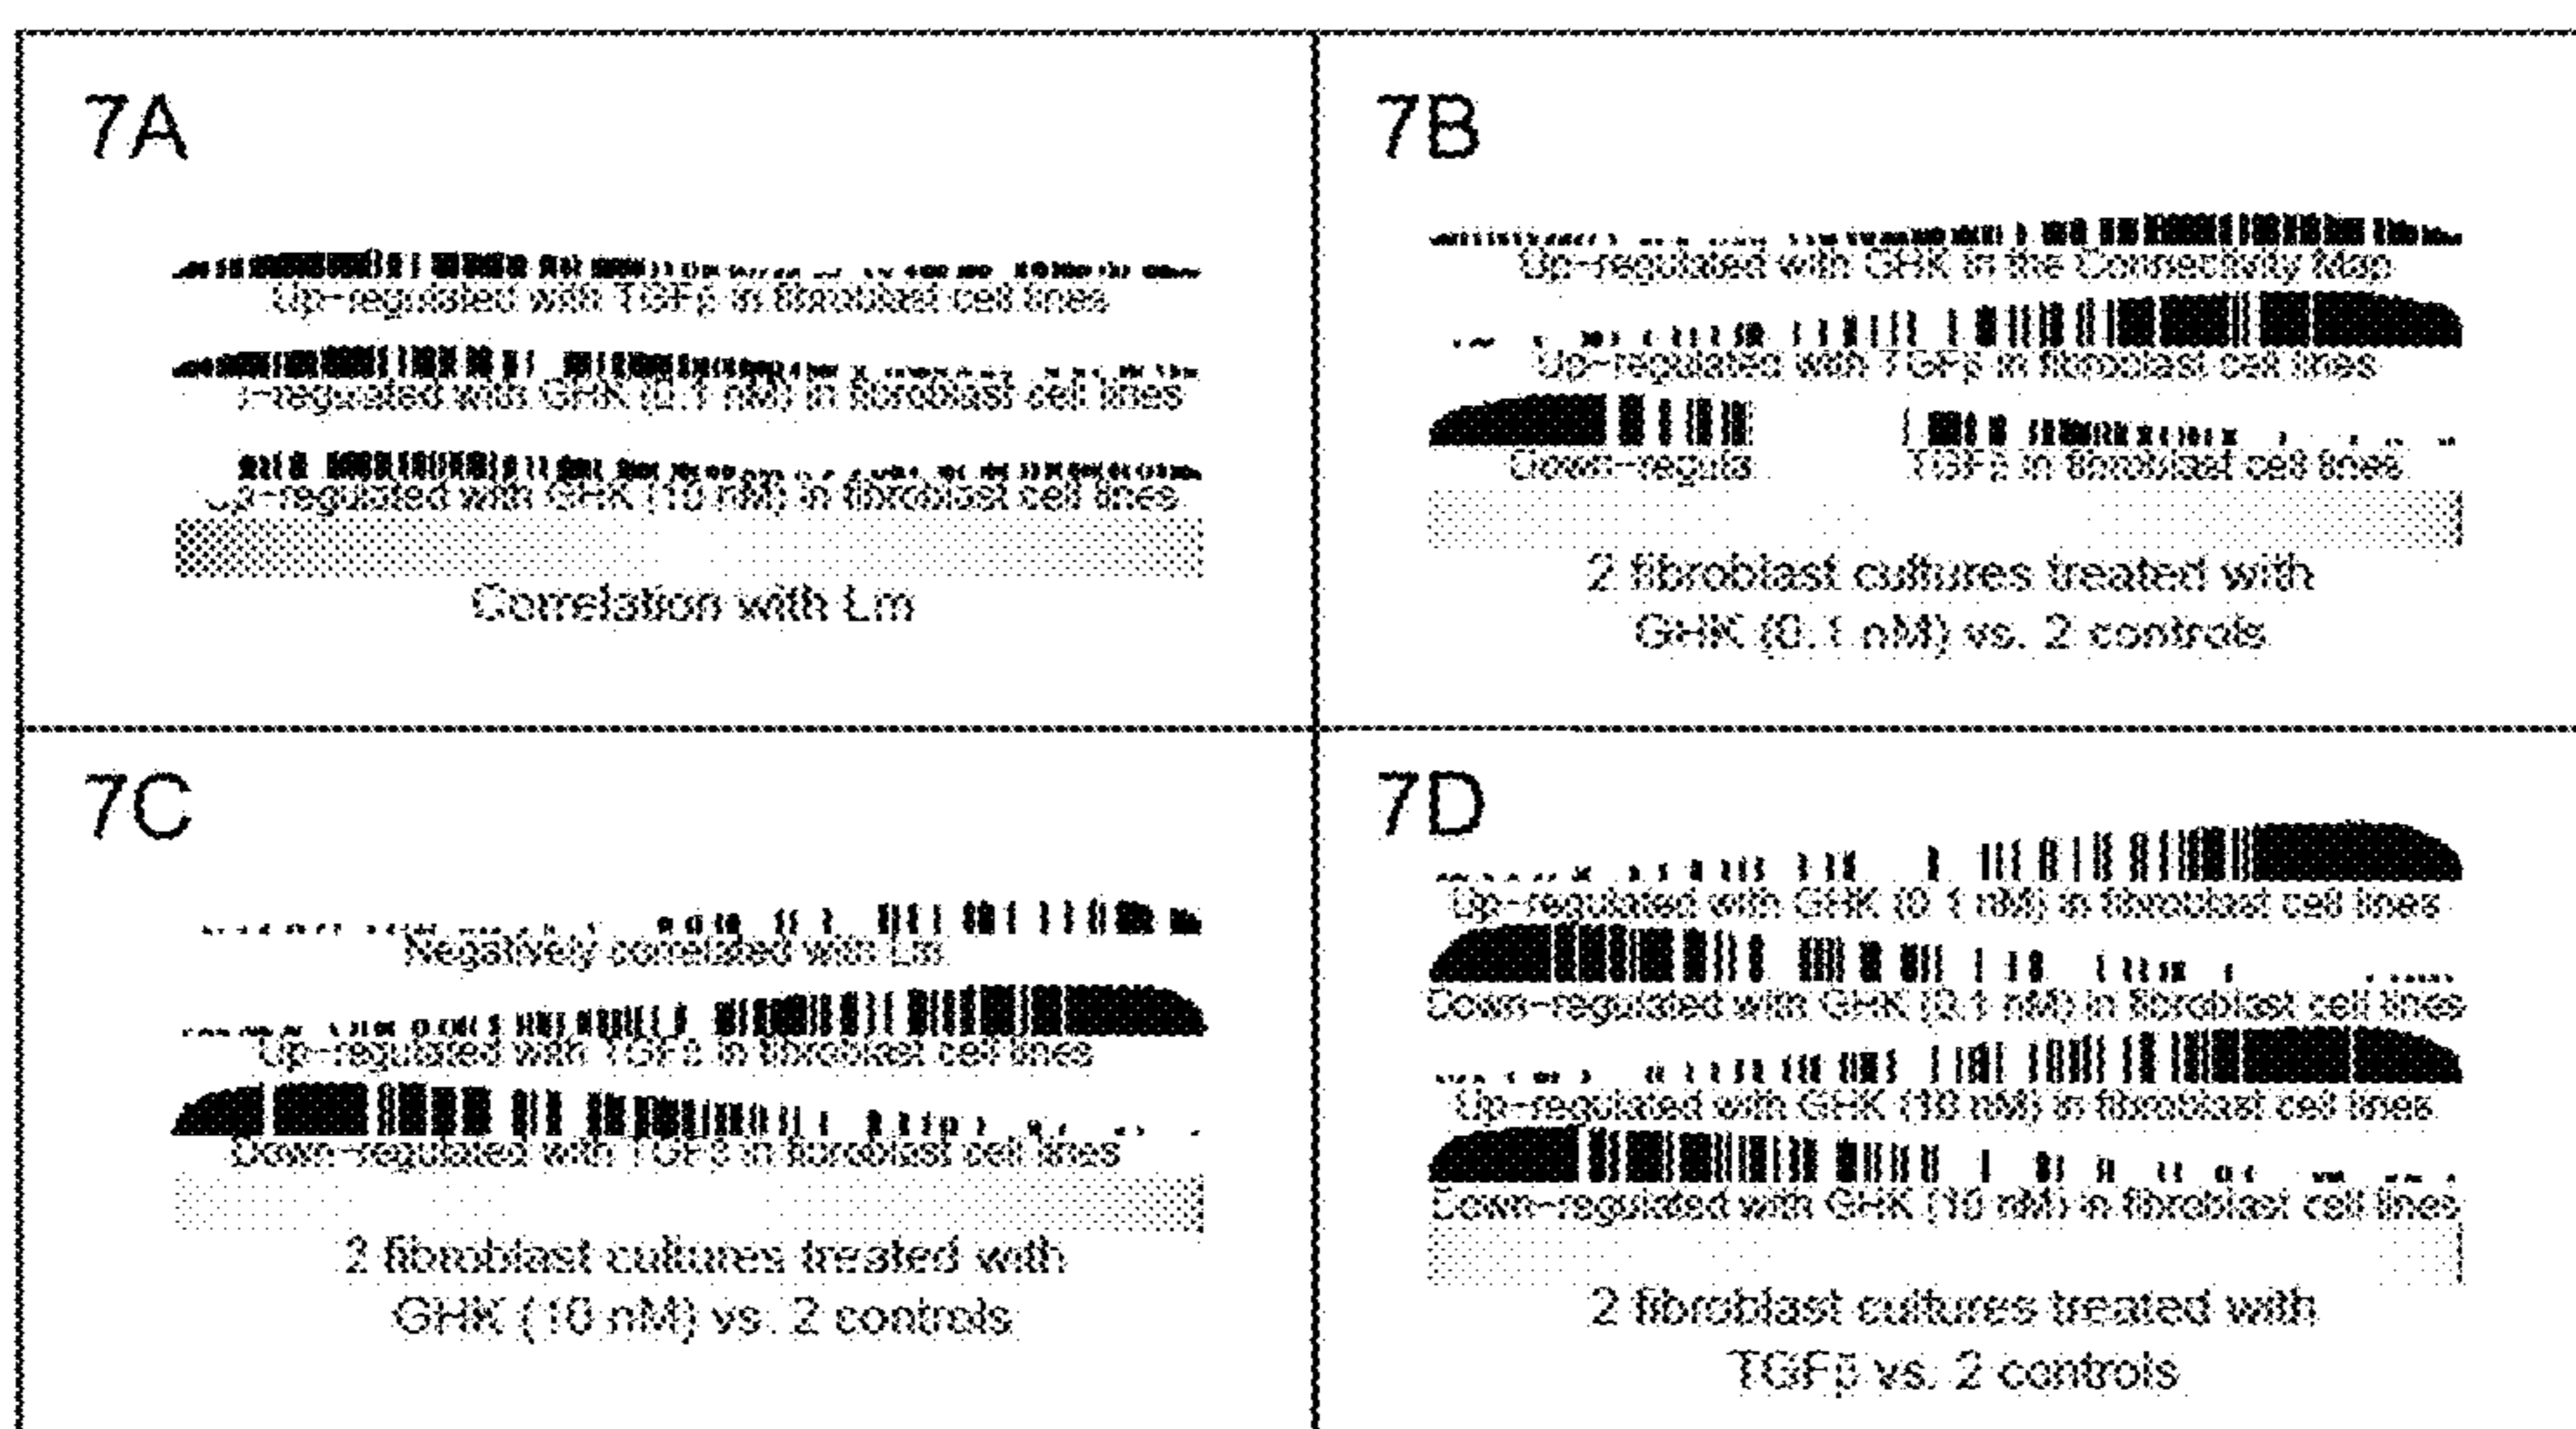 7A
Up-regulated with TGFβ in fibroblast cell lines
-regulated with GHK (0.1 nM) in fibroblast cell lines
Up-regulated with GHK (10 nM) in fibroblast cell lines
Correlation with Lm
7B
Up-regulated with GHK in the Connectivity Map
Up-regulated with TGFβ in fibroblast cell lines
Down-regula TGFβ in fibroblast cell lines
2 fibroblast cultures treated with
GHK (0.1 nM) vs. 2 controls
7C
Negatively correlated with Lm
Up-regulated with TGFβ in fibroblast cell lines
Down-regulated with TGFβ in fibroblast cell lines
2 fibroblast cultures treated with
GHK (10 nM) vs. 2 controls
7D
Up-regulated with GHK (0.1 nM) in fibroblast cell lines
Down-regulated with GHK (0.1 nM) in fibroblast cell lines
Up-regulated with GHK (10 nM) in fibroblast cell lines
Down-regulated with GHK (10 nM) in fibroblast cell lines
2 fibroblast cultures treated with
TGFβ vs. 2 controls